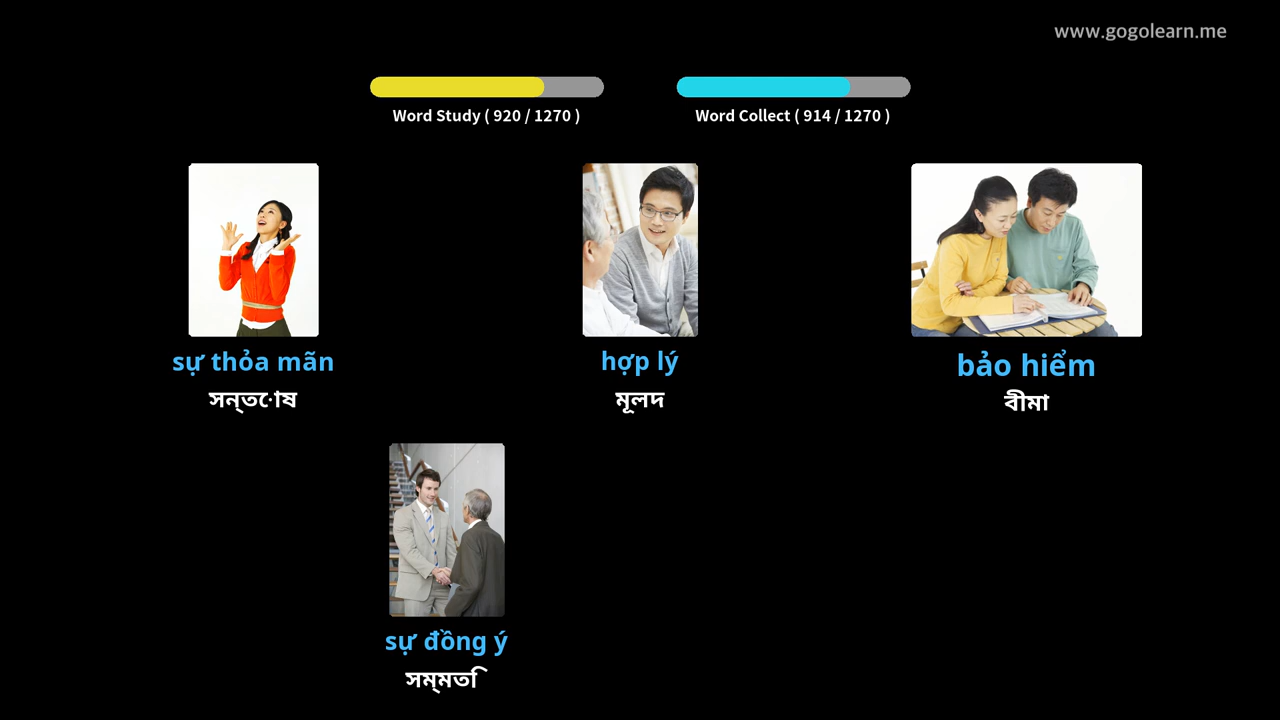 www.gogolearn.me
Word Study ( 920 / 1270 )
Word Collect ( 914 / 1270 )
sự thỏa mãn
hợp lý
bảo hiểm
সন্তোষ
মূলদ
বীমা
sự đồng ý
সম্মতি